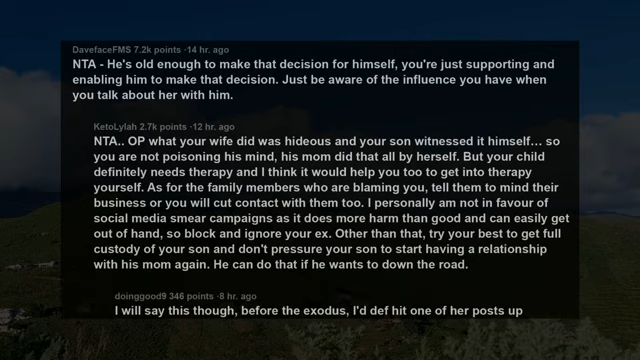 DavefaceFMS 7.2k points ·14 hr. ago
NTA - He's old enough to make that decision for himself, you're just supporting and
enabling him to make that decision. Just be aware of the influence you have when
you talk about her with him.
KetoLylah 2.7k points ·12 hr. ago
NTA.. OP what your wife did was hideous and your son witnessed it himself… so
you are not poisoning his mind, his mom did that all by herself. But your child
definitely needs therapy and I think it would help you too to get into therapy
yourself. As for the family members who are blaming you, tell them to mind their
business or you will cut contact with them too. I personally am not in favour of
social media smear campaigns as it does more harm than good and can easily get
out of hand, so block and ignore your ex. Other than that, try your best to get full
custody of your son and don't pressure your son to start having a relationship
with his mom again. He can do that if he wants to down the road.
doinggood9 346 points ·8 hr. ago
I will say this though, before the exodus, I'd def hit one of her posts up